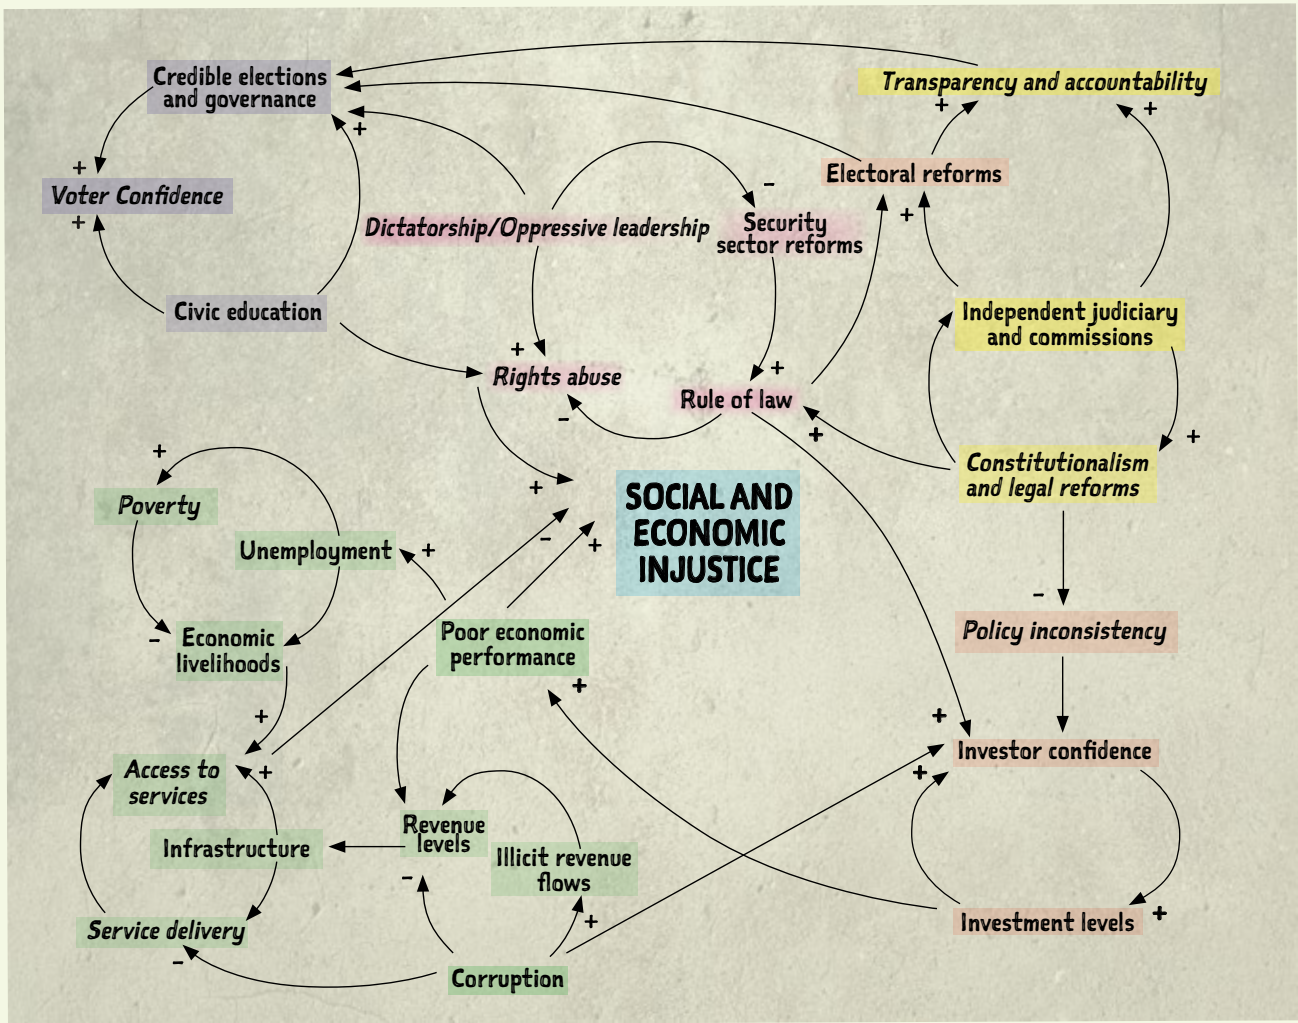 Credible elections
and governance
Transparency and accountability
+
+
+
+
Voter Confidence
+
Electoral reforms
+
-
Dictatorship/Oppressive leadership
Security
sector reforms
Civic education
Independent judiciary
and commissions
+
Rights abuse
+
-
Rule of law
+
+
Constitutionalism
and legal reforms
+
Poverty
+
SOCIAL AND
ECONOMIC
INJUSTICE
Unemployment
+
-
+
-
Policy inconsistency
-
Economic
livelihoods
Poor economic
performance
+
+
+
Investor confidence
Access to
services
+
+
Revenue
levels
Infrastructure
Illicit revenue
flows
-
+
+
Investment levels
Service delivery
-
Corruption